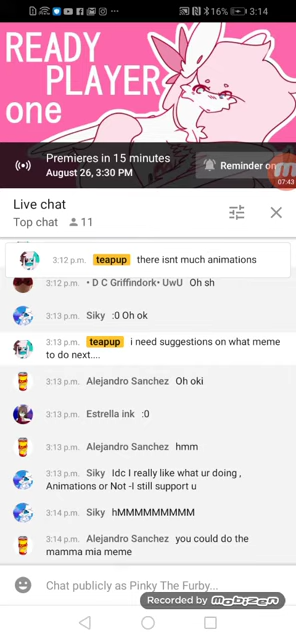 16% 3:14
READY
PLAYER
one
Premieres in 15 minutes
August 26, 3:30 PM
Reminder on
07:43
Live chat
Top chat 11
3:12 p.m. teapup there isnt much animations
3:12 p.m. • D C Griffindork• UwU Oh sh
3:13 p.m. Siky :0 Oh ok
3:13 p.m. teapup i need suggestions on what meme
to do next....
3:13 p.m. Alejandro Sanchez Oh oki
3:13 p.m. Estrella ink :0
3:13 p.m. Alejandro Sanchez hmm
3:13 p.m. Siky Idc I really like what ur doing ,
Animations or Not -I still support u
3:14 p.m. Siky hMMMMMMMMM
3:14 p.m. Alejandro Sanchez you could do the
mamma mia meme
Chat publicly as Pinky The Furby...
Recorded by MOBIZEN